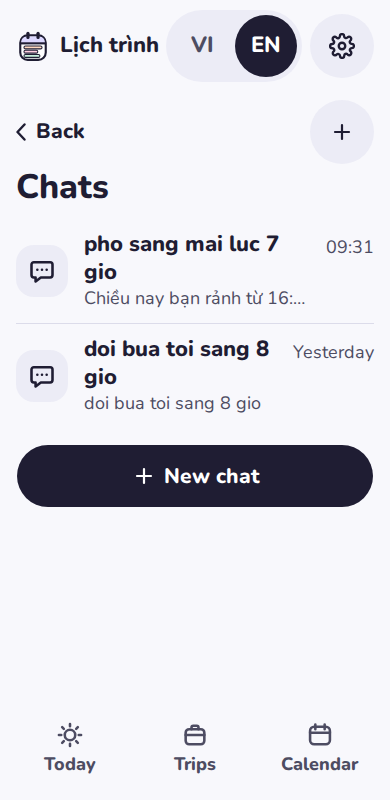 Lịch trình
VI
EN
Back
Chats
pho sang mai luc 7
gio
09:31
Chiều nay bạn rảnh từ 16:...
doi bua toi sang 8
gio
Yesterday
doi bua toi sang 8 gio
New chat
Today
Trips
Calendar